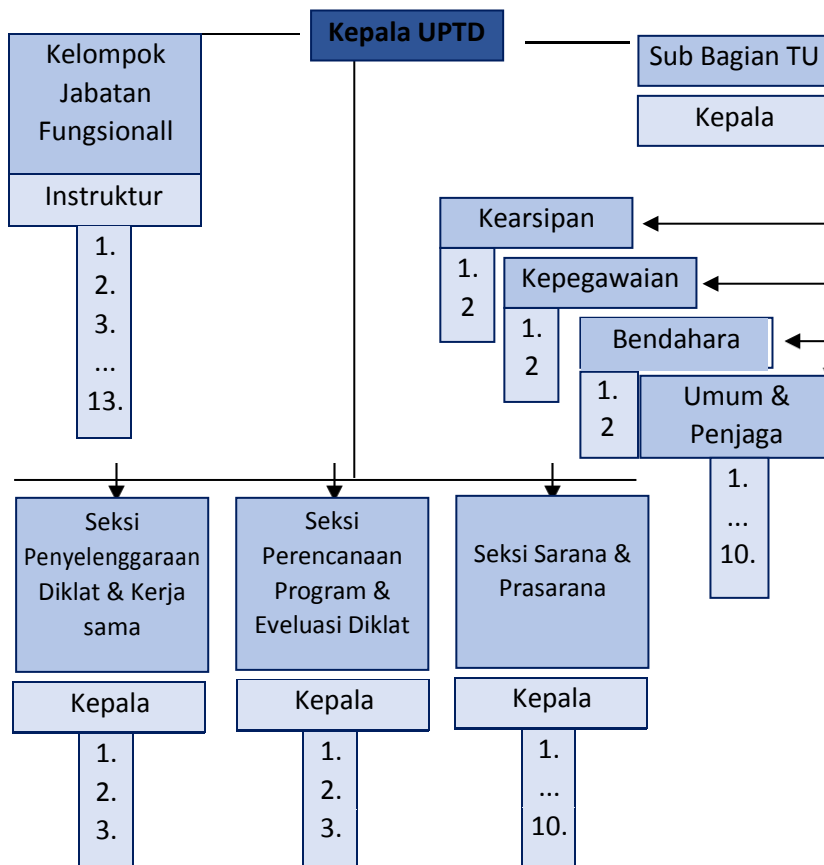 Kepala UPTD
Kelompok
Jabatan
Fungsionall
Instruktur
1.
2.
3.
...
13.
Sub Bagian TU
Kepala
Kearsipan
1.
2
Kepegawaian
1.
2
Bendahara
1.
2
Umum &
Penjaga
1.
...
10.
Seksi
Penyelenggaraan
Diklat & Kerja
sama
Kepala
1.
2.
3.
Seksi
Perencanaan
Program &
Eveluasi Diklat
Kepala
1.
2.
3.
Seksi Sarana &
Prasarana
Kepala
1.
...
10.